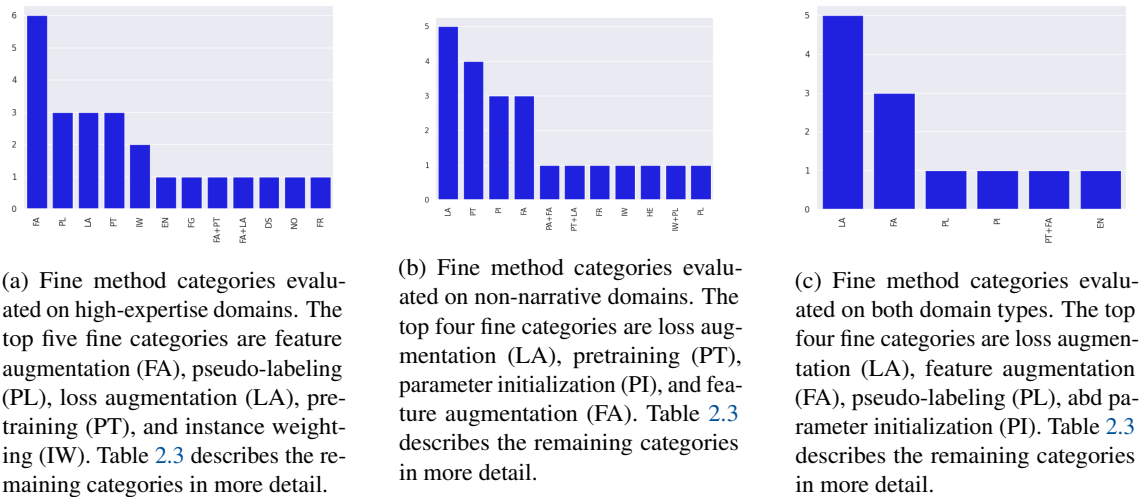 6
5
4
3
2
1
0
FA
PL
LA
PT
IW
EN
FG
FA+PT
FA+LA
DS
NO
FR
(a) Fine method categories evalu-
ated on high-expertise domains. The
top five fine categories are feature
augmentation (FA), pseudo-labeling
(PL), loss augmentation (LA), pre-
training (PT), and instance weight-
ing (IW). Table 2.3 describes the re-
maining categories in more detail.
5
4
3
2
1
0
LA
PT
PI
FA
PA+FA
PT+LA
FR
IW
HE
IW+PL
PL
(b) Fine method categories evalu-
ated on non-narrative domains. The
top four fine categories are loss aug-
mentation (LA), pretraining (PT),
parameter initialization (PI), and fea-
ture augmentation (FA). Table 2.3
describes the remaining categories
in more detail.
5
4
3
2
1
0
LA
FA
PL
PI
PT+FA
EN
(c) Fine method categories evalu-
ated on both domain types. The top
four fine categories are loss augmen-
tation (LA), feature augmentation
(FA), pseudo-labeling (PL), abd pa-
rameter initialization (PI). Table 2.3
describes the remaining categories
in more detail.